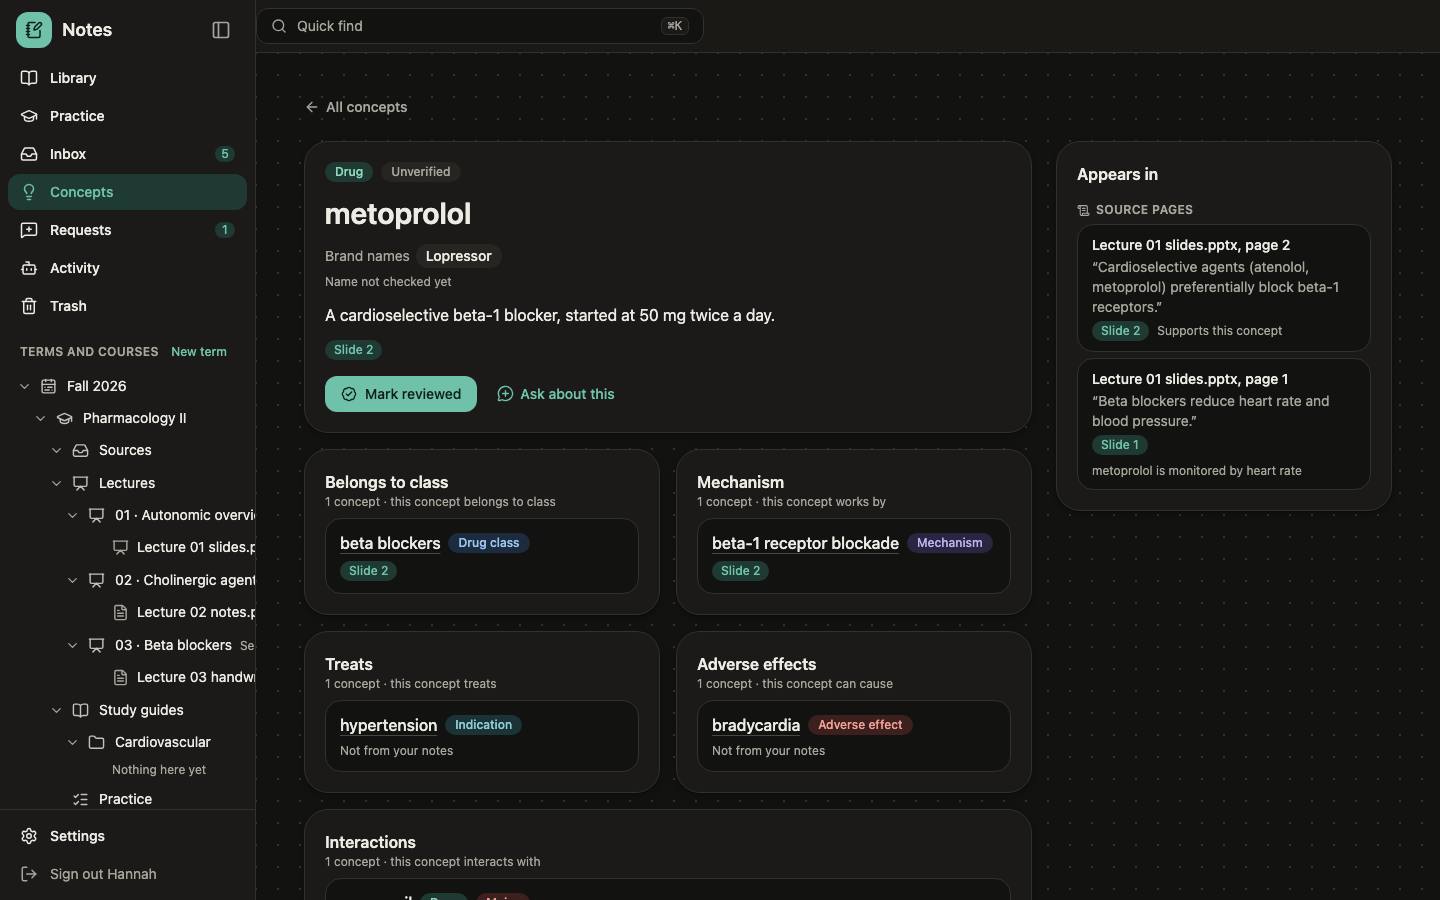 Notes
Quick find
⌘K
Library
Practice
Inbox 5
Concepts
Requests 1
Activity
Trash
TERMS AND COURSES New term
Fall 2026
Pharmacology II
Sources
Lectures
01 · Autonomic
Lecture 01
02 · Cholinergic
Lecture 02
03 · Beta blockers
Lecture 03
Study guides
Cardiovascular
Nothing here yet
Practice
Settings
Sign out Hannah
All concepts
Drug Unverified
metoprolol
Brand names Lopressor
Name not checked yet
A cardioselective beta-1 blocker, started at 50 mg twice a day.
Slide 2
Mark reviewed
Ask about this
Belongs to class
1 concept · this concept belongs to class
beta blockers Drug class
Slide 2
Mechanism
1 concept · this concept works by
beta-1 receptor blockade Mechanism
Slide 2
Treats
1 concept · this concept treats
hypertension Indication
Not from your notes
Adverse effects
1 concept · this concept can cause
bradycardia Adverse effect
Not from your notes
Interactions
1 concept · this concept interacts with
Appears in
SOURCE PAGES
Lecture 01 slides.pptx, page 2
“Cardioselective agents (atenolol,
metoprolol) preferentially block beta-1
receptors.”
Slide 2 Supports this concept
Lecture 01 slides.pptx, page 1
“Beta blockers reduce heart rate and
blood pressure.”
Slide 1
metoprolol is monitored by heart rate